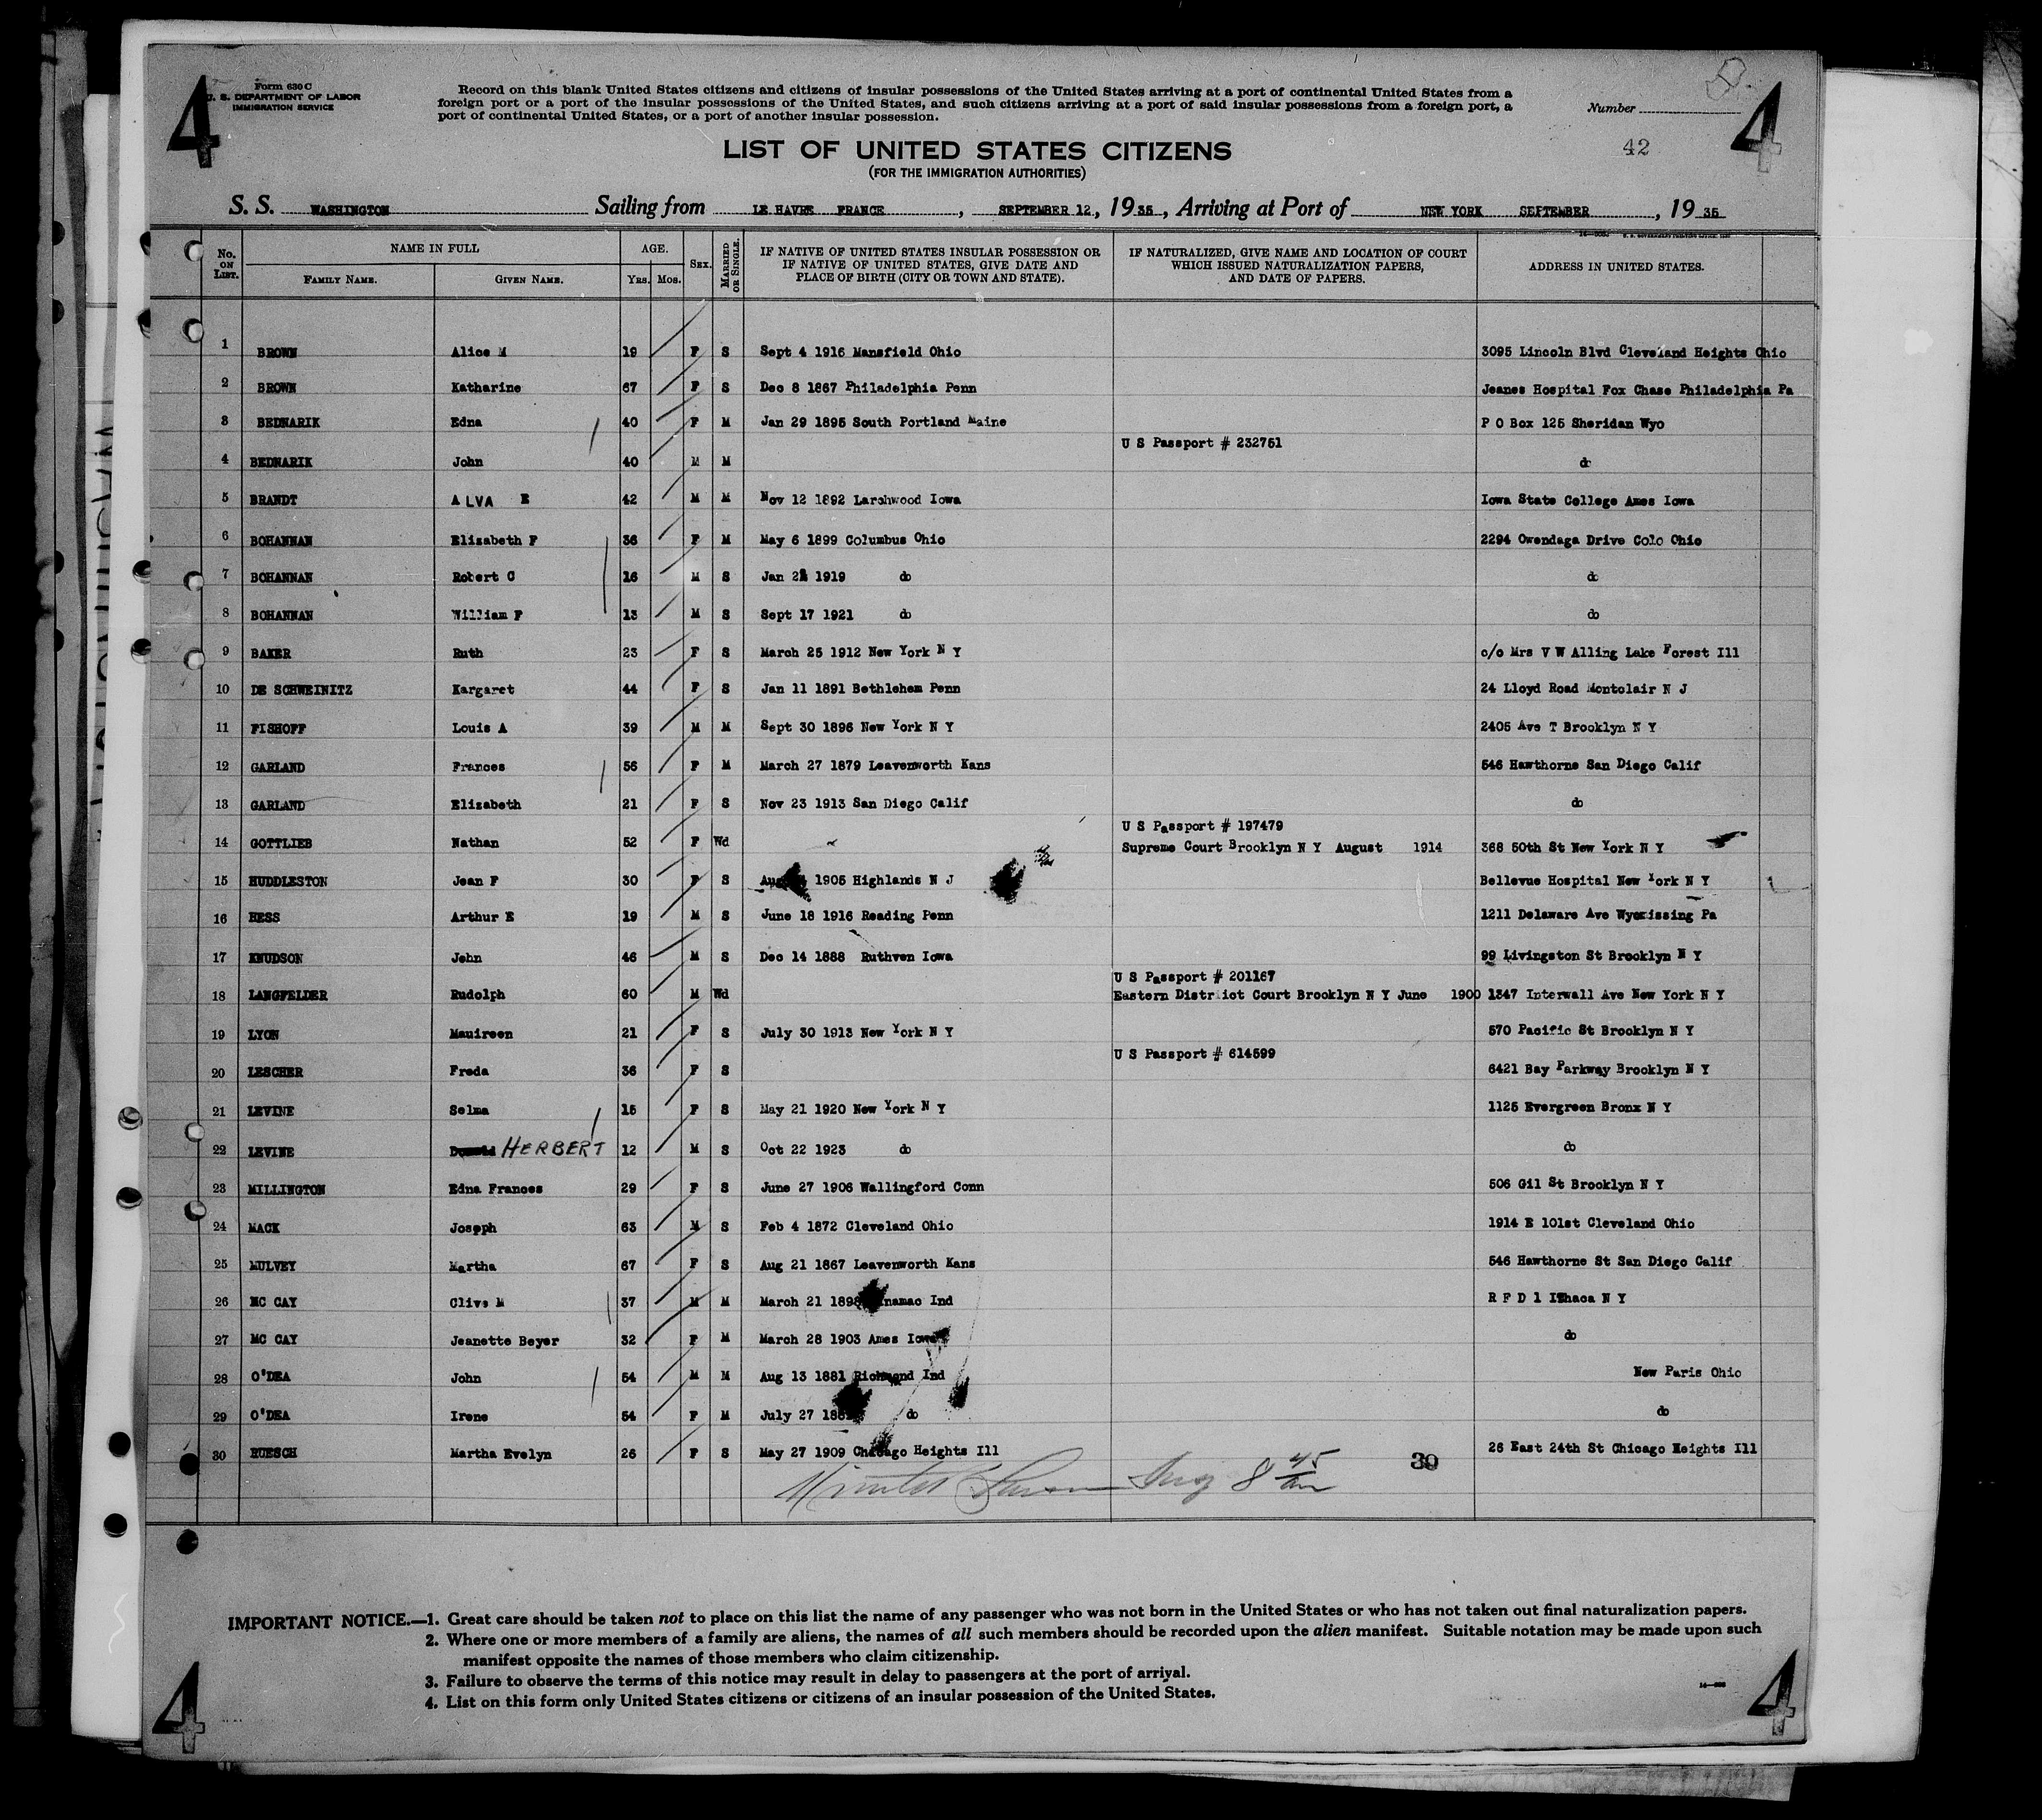 4
Form 630 C
U. S. DEPARTMENT OF LABOR
IMMIGRATION SERVICE
Record on this blank United States citizens and citizens of insular possessions of the United States arriving at a port of continental United States from a
foreign port or a port of the insular possessions of the United States, and such citizens arriving at a port of said insular possessions from a foreign port, a
port of continental United States, or a port of another insular possession.
Number
4
42
LIST OF UNITED STATES CITIZENS
(FOR THE IMMIGRATION AUTHORITIES)
S. S. WASHINGTON Sailing from LE HAVRE FRANCE, SEPTEMBER 12, 1935, Arriving at Port of NEW YORK SEPTEMBER, 1935
No. ON LIST. NAME IN FULL FAMILY NAME. GIVEN NAME. AGE. YRS. MOS. SEX. MARRIED OR SINGLE. IF NATIVE OF UNITED STATES INSULAR POSSESSION OR IF NATIVE OF UNITED STATES, GIVE DATE AND PLACE OF BIRTH (CITY OR TOWN AND STATE). IF NATURALIZED, GIVE NAME AND LOCATION OF COURT WHICH ISSUED NATURALIZATION PAPERS, AND DATE OF PAPERS. ADDRESS IN UNITED STATES.
1 BROWN Alice M 19 F S Sept 4 1916 Mansfield Ohio 3095 Lincoln Blvd Cleveland Heights Ohio
2 BROWN Katharine 67 F S Dec 8 1867 Philadelphia Penn Jeanes Hospital Fox Chase Philadelphia Pa
3 BEDNARIK Edna 40 F M Jan 29 1895 South Portland Maine P O Box 125 Sheridan Wyo
U S Passport # 232751
4 BEDNARIK John 40 M M do
5 BRANDT ALVA E 42 M M Nov 12 1892 Larchwood Iowa Iowa State College Ames Iowa
6 BOHANNAN Elizabeth F 36 F M May 6 1899 Columbus Ohio 2294 Owendaga Drive Colo Ohio
7 BOHANNAN Robert C 16 M S Jan 1919 do do
8 BOHANNAN William F 13 M S Sept 17 1921 do do
9 BAKER Ruth 23 F S March 25 1912 New York N Y c/o Mrs V W Alling Lake Forest Ill
10 DE SCHWEINITZ Kargaret 44 F S Jan 11 1891 Bethlehem Penn 24 Lloyd Road Montclair N J
11 FISHOFF Louis A 39 M M Sept 30 1896 New York N Y 2405 Ave T Brooklyn N Y
12 GARLAND Frances 56 F M March 27 1879 Leavenworth Kans 546 Hawthorne San Diego Calif
13 GARLAND Elizabeth 21 F S Nov 23 1913 San Diego Calif do
U S Passport # 197479
14 GOTTLIEB Nathan 52 F Wd Supreme Court Brooklyn N Y August 1914 368 50th St New York N Y
15 HUDDLESTON Jean F 30 F S Aug 1905 Highlands N J Bellevue Hospital New York N Y
16 HESS Arthur E 19 M S June 18 1916 Reading Penn 1211 Delaware Ave Wyomissing Pa
17 KNUDSON John 46 M S Dec 14 1888 Ruthven Iowa 99 Livingston St Brooklyn N Y
U S Passport # 201167
18 LANGFELDER Rudolph 60 M Wd Eastern District Court Brooklyn N Y June 1900 1347 Interwall Ave New York N Y
19 LYON Mauireen 21 F S July 30 1913 New York N Y 570 Pacific St Brooklyn N Y
U S Passport # 614599
20 LESCHER Freda 36 F S 6421 Bay Parkway Brooklyn N Y
21 LEVINE Selma 15 F S May 21 1920 New York N Y 1125 Evergreen Bronx N Y
22 LEVINE HERBERT 12 M S Oct 22 1923 do do
23 MILLINGTON Edna Frances 29 F S June 27 1906 Wallingford Conn 506 Gil St Brooklyn N Y
24 MACK Joseph 63 M S Feb 4 1872 Cleveland Ohio 1914 E 101st Cleveland Ohio
25 MULVEY Martha 67 F S Aug 21 1867 Leavenworth Kans 546 Hawthorne St San Diego Calif
26 MC CAY Clive M 37 M M March 21 1898 namac Ind R F D 1 Ithaca N Y
27 MC CAY Jeanette Beyer 32 F M March 28 1903 Ames Iowa do
28 O'DEA John 54 M M Aug 13 1881 Richmond Ind New Paris Ohio
29 O'DEA Irene 54 F M July 27 do do
30 RUESCH Martha Evelyn 26 F S May 27 1909 Chicago Heights Ill 26 East 24th St Chicago Heights Ill
30
8 45
IMPORTANT NOTICE.—1. Great care should be taken not to place on this list the name of any passenger who was not born in the United States or who has not taken out final naturalization papers.
2. Where one or more members of a family are aliens, the names of all such members should be recorded upon the alien manifest. Suitable notation may be made upon such
manifest opposite the names of those members who claim citizenship.
3. Failure to observe the terms of this notice may result in delay to passengers at the port of arrival.
4. List on this form only United States citizens or citizens of an insular possession of the United States.
4
4